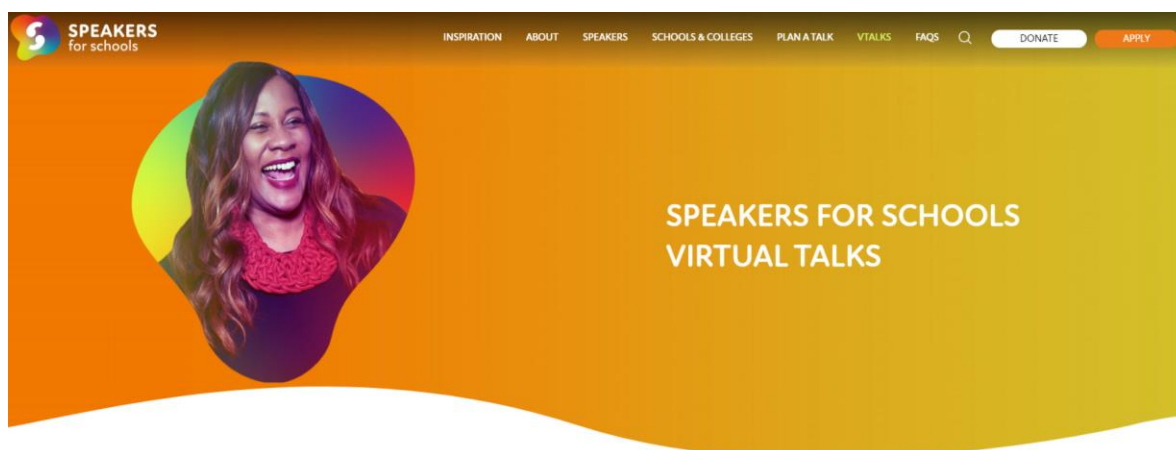 SPEAKERS
for schools
INSPIRATION ABOUT SPEAKERS SCHOOLS & COLLEGES PLAN A TALK VTALKS FAQS DONATE APPLY
SPEAKERS FOR SCHOOLS
VIRTUAL TALKS